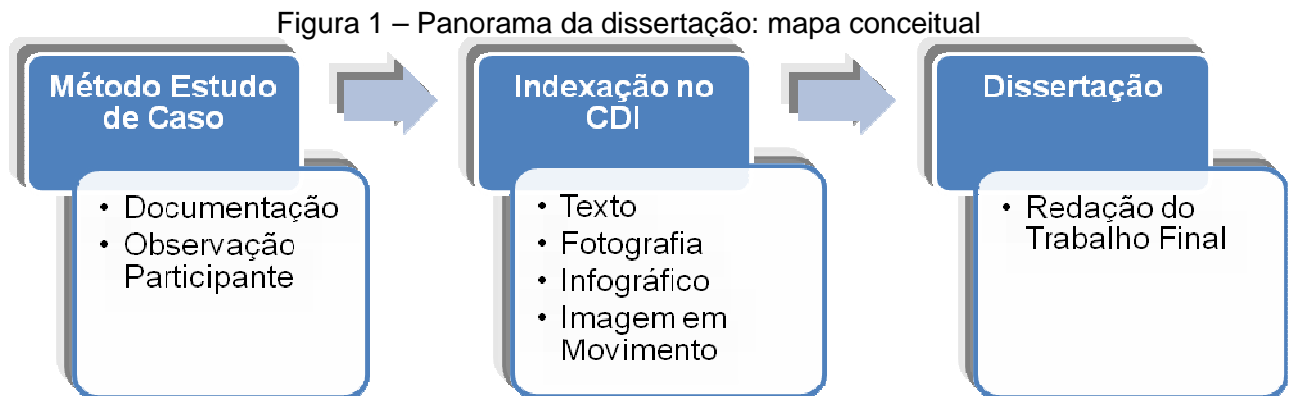 Figura 1 – Panorama da dissertação: mapa conceitual
Método Estudo
de Caso
• Documentação
• Observação
Participante
Indexação no
CDI
• Texto
• Fotografia
• Infográfico
• Imagem em
Movimento
Dissertação
• Redação do
Trabalho Final